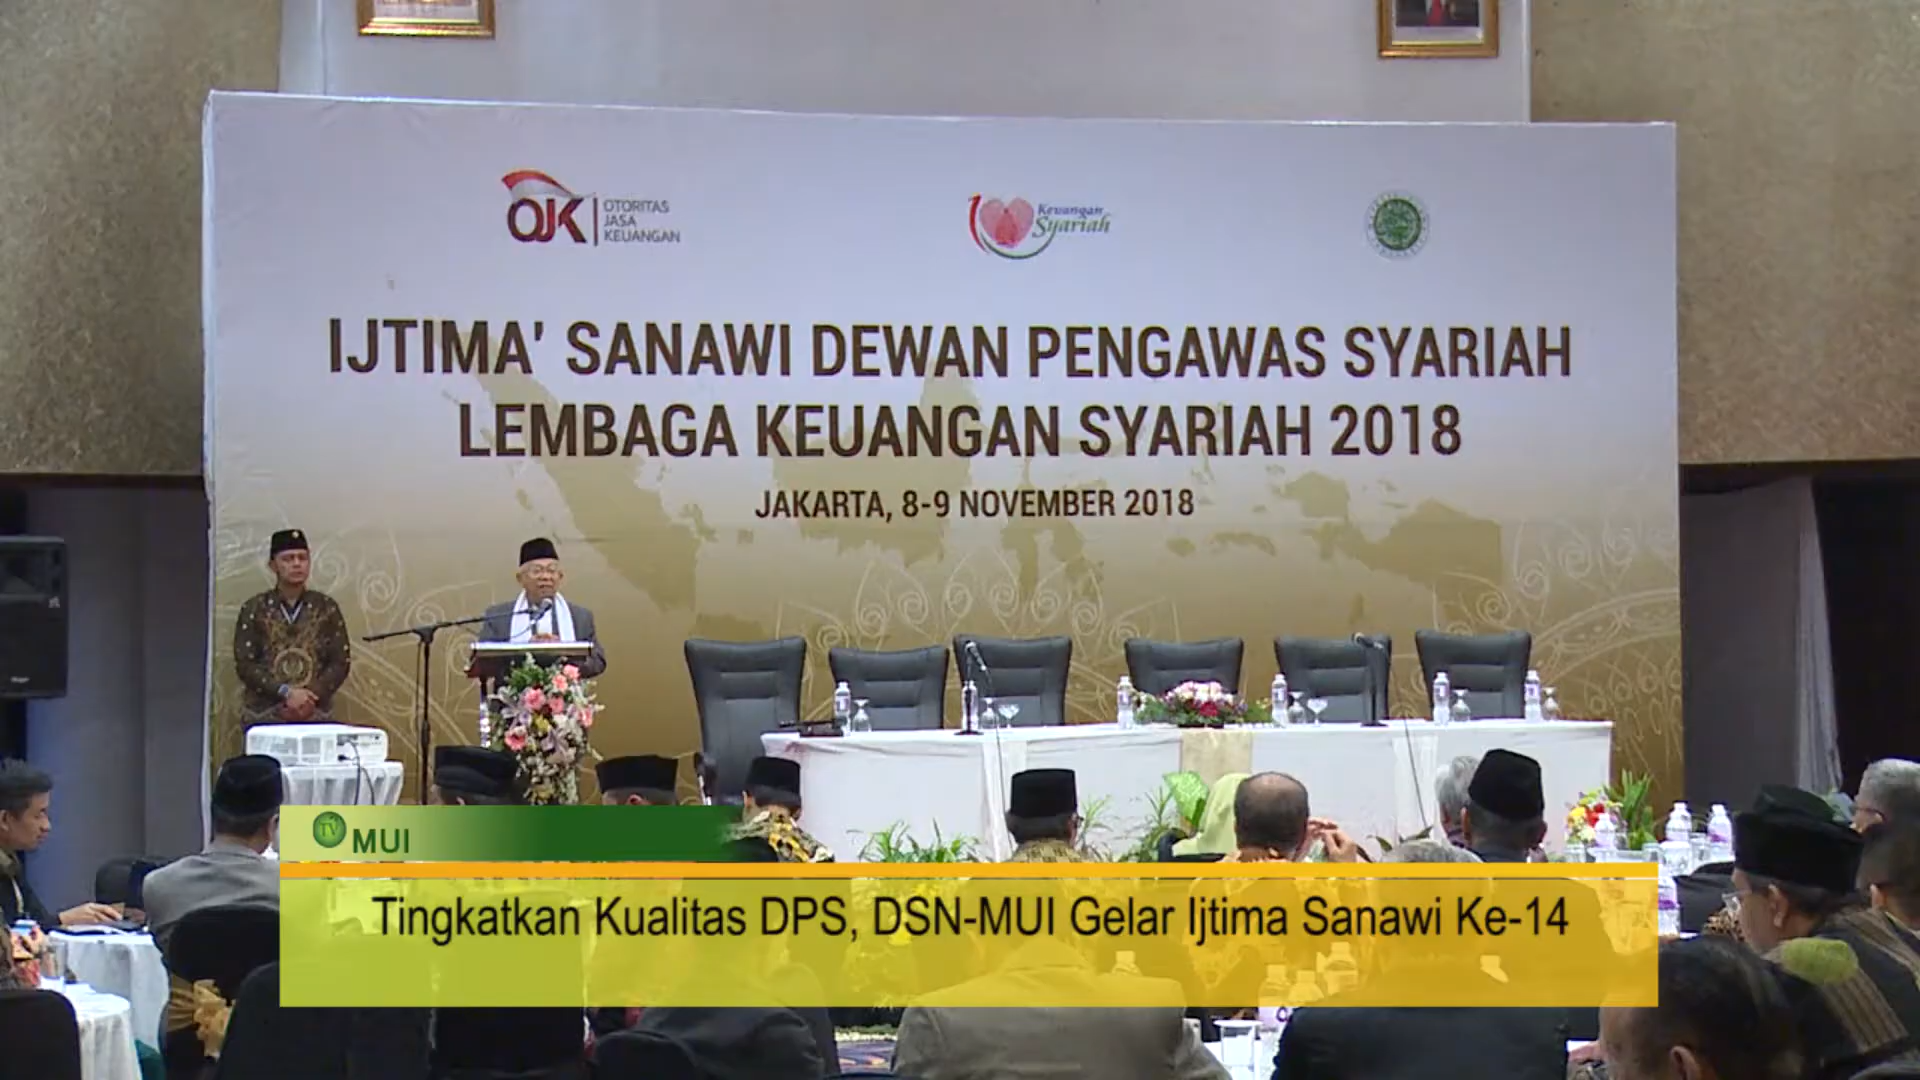 OJK
OTORITAS
JASA
KEUANGAN
Keuangan
Syariah
IJTIMA' SANAWI DEWAN PENGAWAS SYARIAH
LEMBAGA KEUANGAN SYARIAH 2018
JAKARTA, 8-9 NOVEMBER 2018
TV MUI
Tingkatkan Kualitas DPS, DSN-MUI Gelar Ijtima Sanawi Ke-14